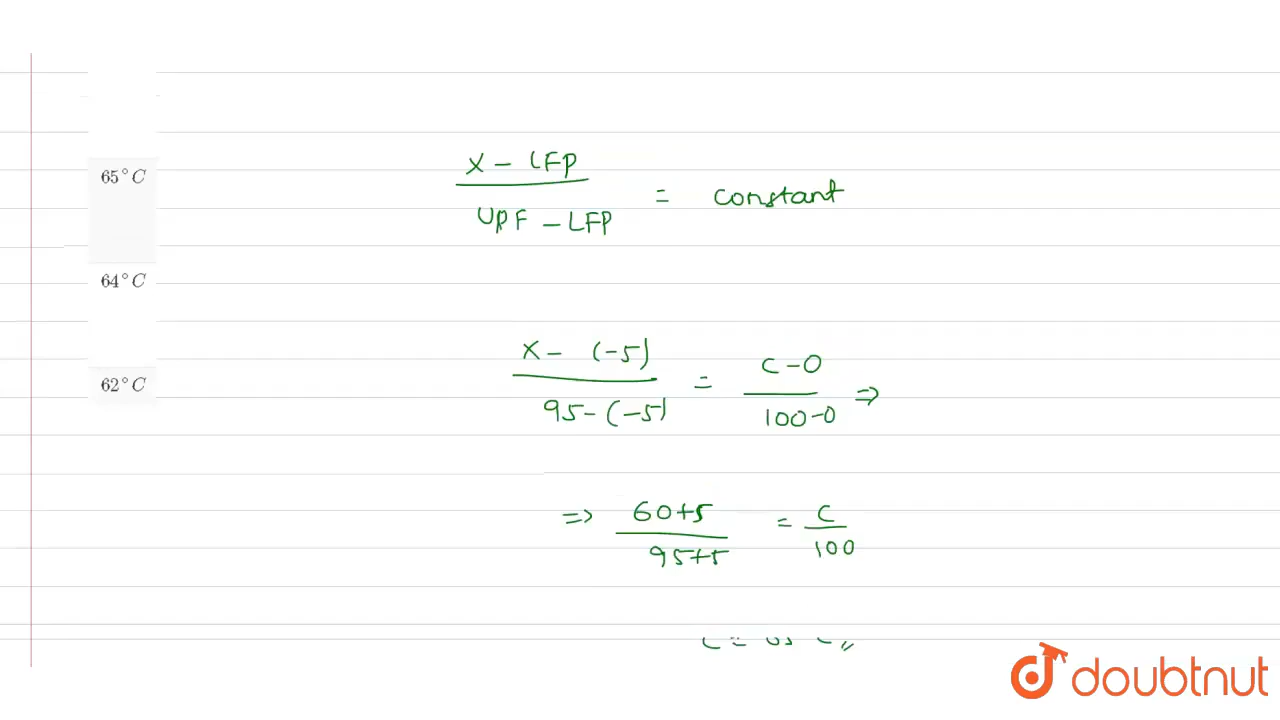 65°C
64°C
62°C
X - LFP
UPF - LFP
= constant
X - (-5)
95 - (-5)
=
C - 0
100 - 0
⇒
⇒
60+5
95+5
=
C
100
doubtnut